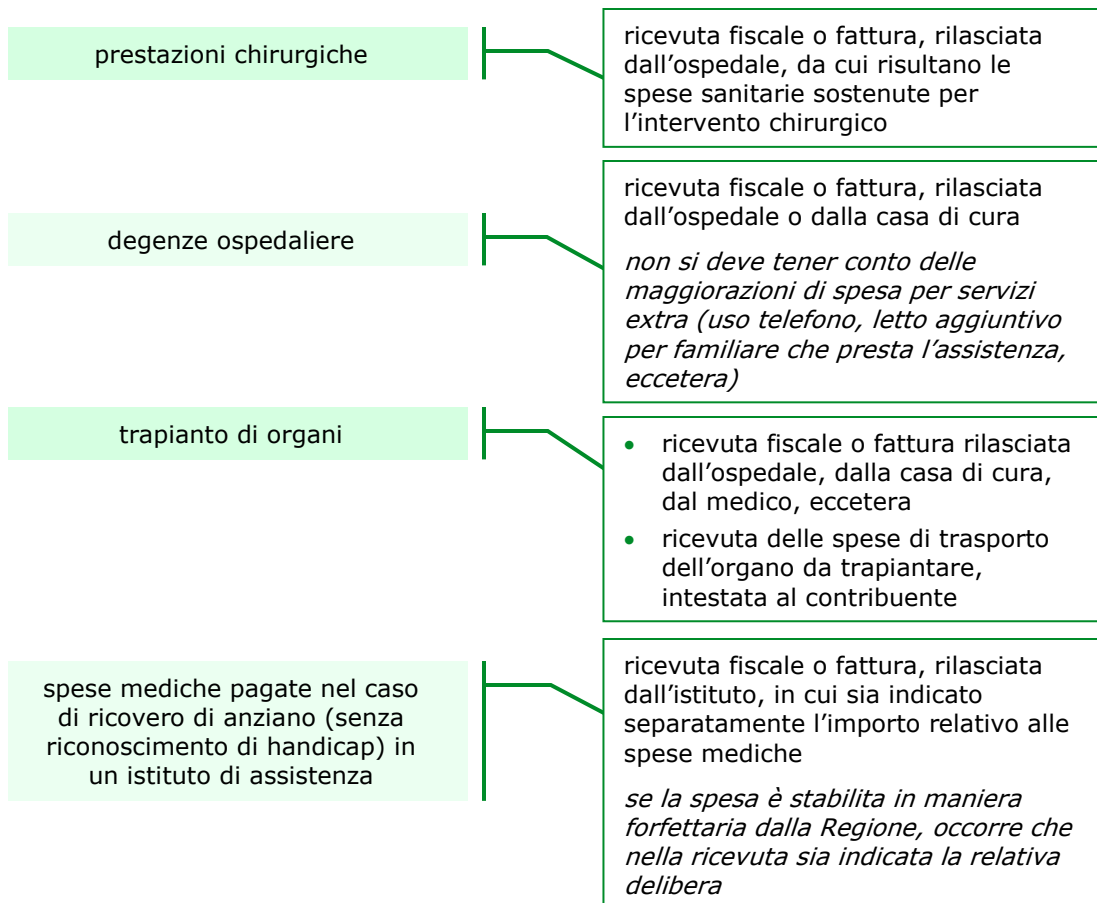 prestazioni chirurgiche
ricevuta fiscale o fattura, rilasciata
dall'ospedale, da cui risultano le
spese sanitarie sostenute per
l'intervento chirurgico
degenze ospedaliere
ricevuta fiscale o fattura, rilasciata
dall'ospedale o dalla casa di cura
non si deve tener conto delle
maggiorazioni di spesa per servizi
extra (uso telefono, letto aggiuntivo
per familiare che presta l'assistenza,
eccetera)
trapianto di organi
• ricevuta fiscale o fattura rilasciata
dall'ospedale, dalla casa di cura,
dal medico, eccetera
• ricevuta delle spese di trasporto
dell'organo da trapiantare,
intestata al contribuente
spese mediche pagate nel caso
di ricovero di anziano (senza
riconoscimento di handicap) in
un istituto di assistenza
ricevuta fiscale o fattura, rilasciata
dall'istituto, in cui sia indicato
separatamente l'importo relativo alle
spese mediche
se la spesa è stabilita in maniera
forfettaria dalla Regione, occorre che
nella ricevuta sia indicata la relativa
delibera